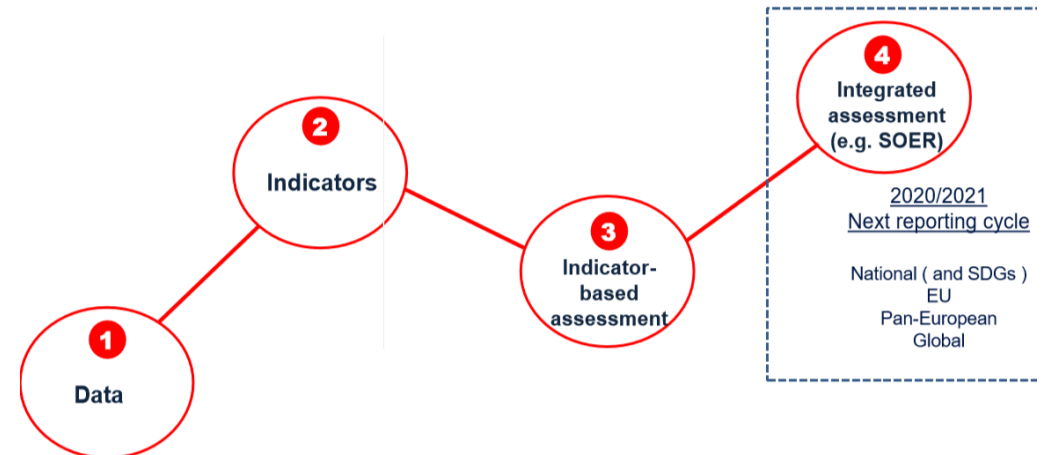 1
Data
2
Indicators
3
Indicator-
based
assessment
4
Integrated
assessment
(e.g. SOER)
2020/2021
Next reporting cycle
National ( and SDGs )
EU
Pan-European
Global